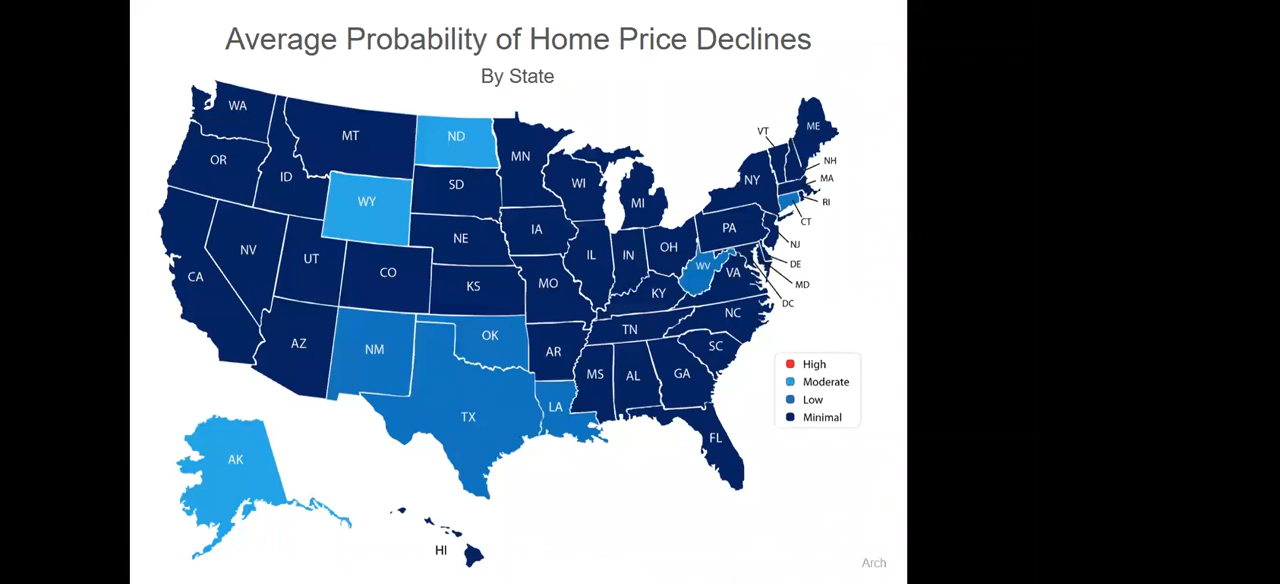 Average Probability of Home Price Declines
By State
WA
MT
ND
MN
ME
VT
OR
ID
WY
SD
WI
MI
NY
NH
MA
RI
CT
NV
UT
CO
NE
IA
IL
IN
OH
PA
NJ
CA
KS
MO
KY
WV
VA
DE
MD
DC
AZ
NM
OK
AR
TN
NC
SC
TX
LA
MS
AL
GA
FL
AK
HI
High
Moderate
Low
Minimal
Arch